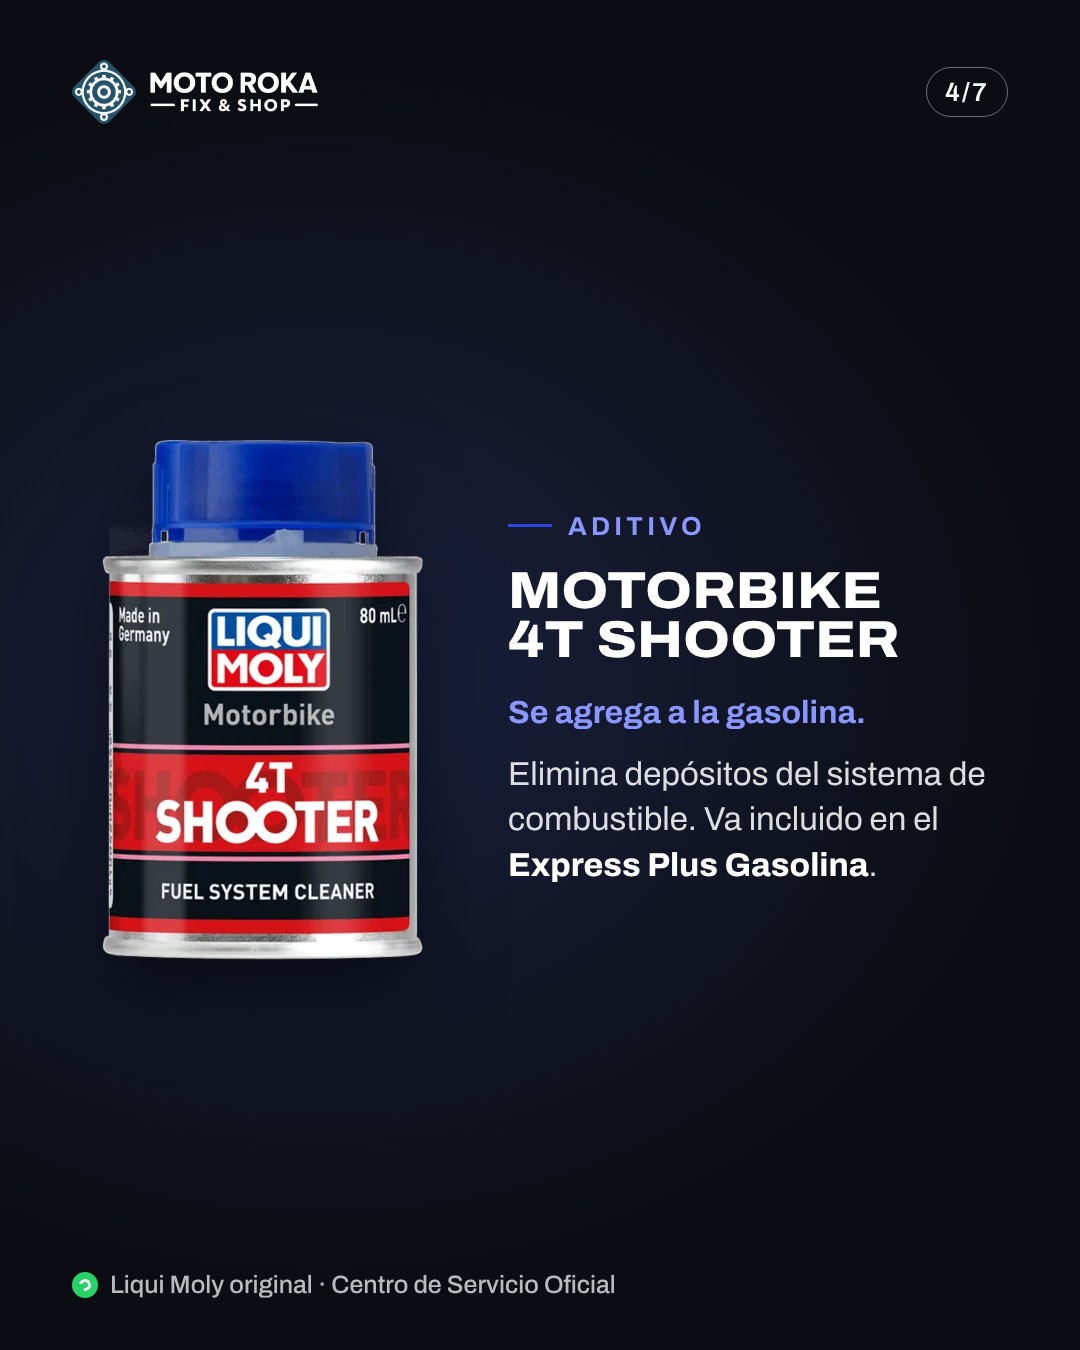 MOTO ROKA
FIX & SHOP
4/7
Made in
Germany
80 mL℮
LIQUI
MOLY
Motorbike
4T
SHOOTER
FUEL SYSTEM CLEANER
ADITIVO
MOTORBIKE
4T SHOOTER
Se agrega a la gasolina.
Elimina depósitos del sistema de
combustible. Va incluido en el
Express Plus Gasolina.
Liqui Moly original · Centro de Servicio Oficial